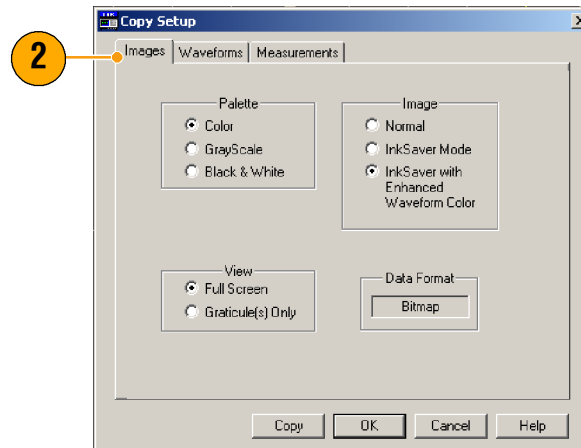 Copy Setup
2
Images Waveforms Measurements
Palette
Color
GrayScale
Black & White
Image
Normal
InkSaver Mode
InkSaver with
Enhanced
Waveform Color
View
Full Screen
Graticule(s) Only
Data Format
Bitmap
Copy OK Cancel Help